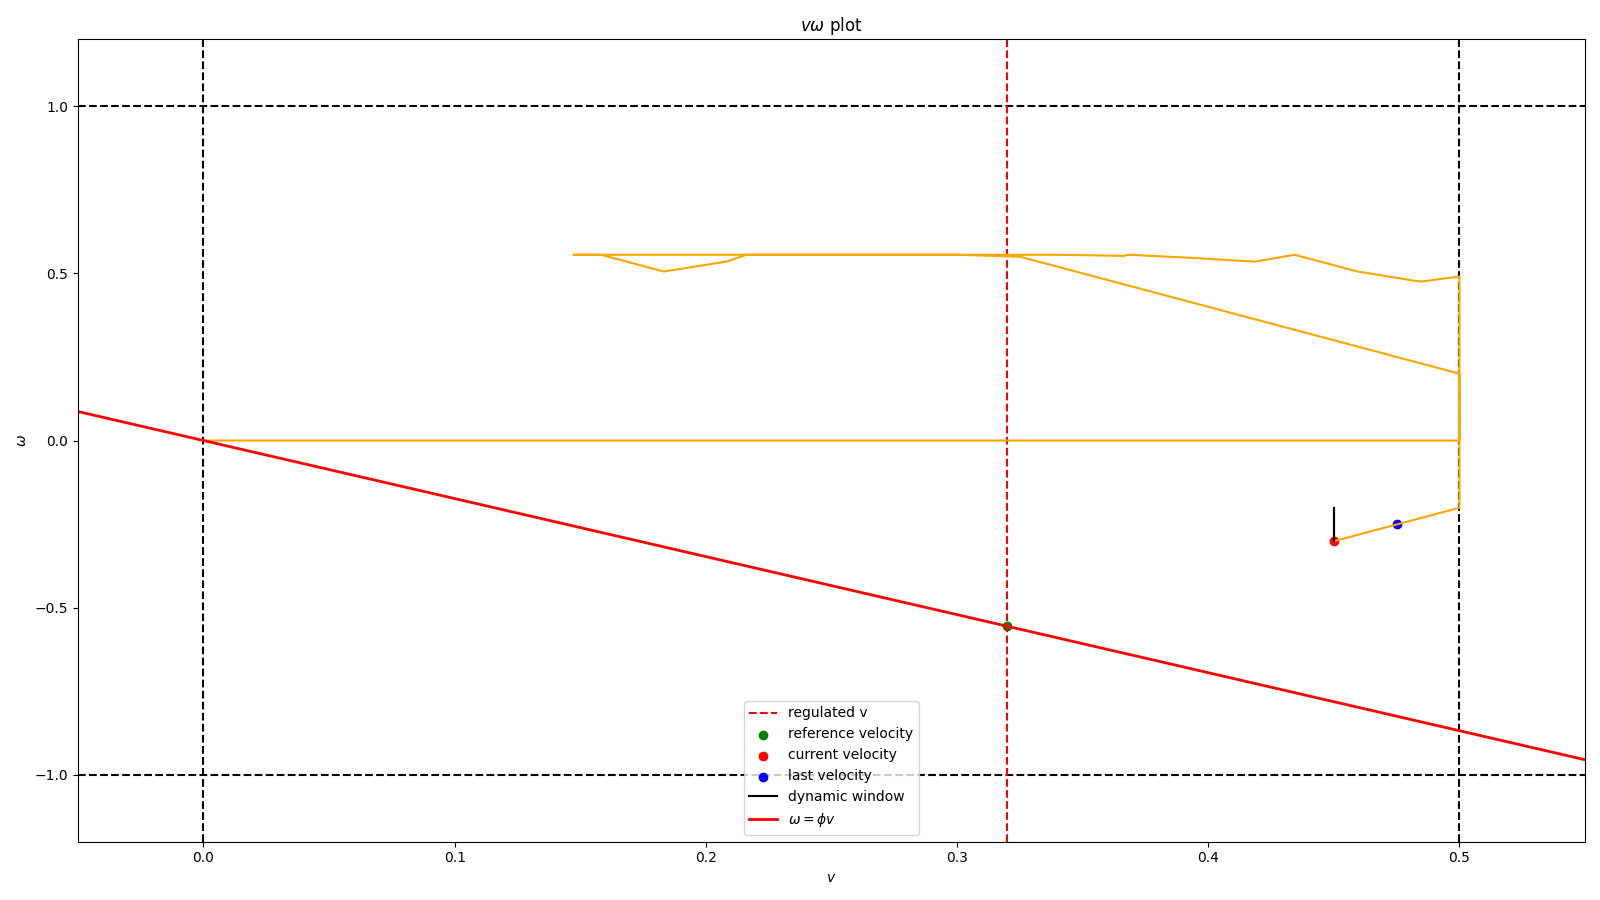 vω plot
1.0
0.5
0.0
−0.5
−1.0
ω
regulated v
reference velocity
current velocity
last velocity
dynamic window
ω = ϕv
0.0 0.1 0.2 0.3 0.4 0.5
v